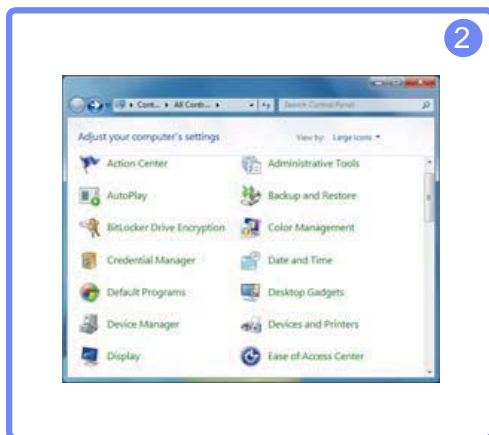 2
Cont... All Contr...
Search Control Panel
Adjust your computer's settings
View by: Large icons
Action Center
Administrative Tools
AutoPlay
Backup and Restore
BitLocker Drive Encryption
Color Management
Credential Manager
Date and Time
Default Programs
Desktop Gadgets
Device Manager
Devices and Printers
Display
Ease of Access Center